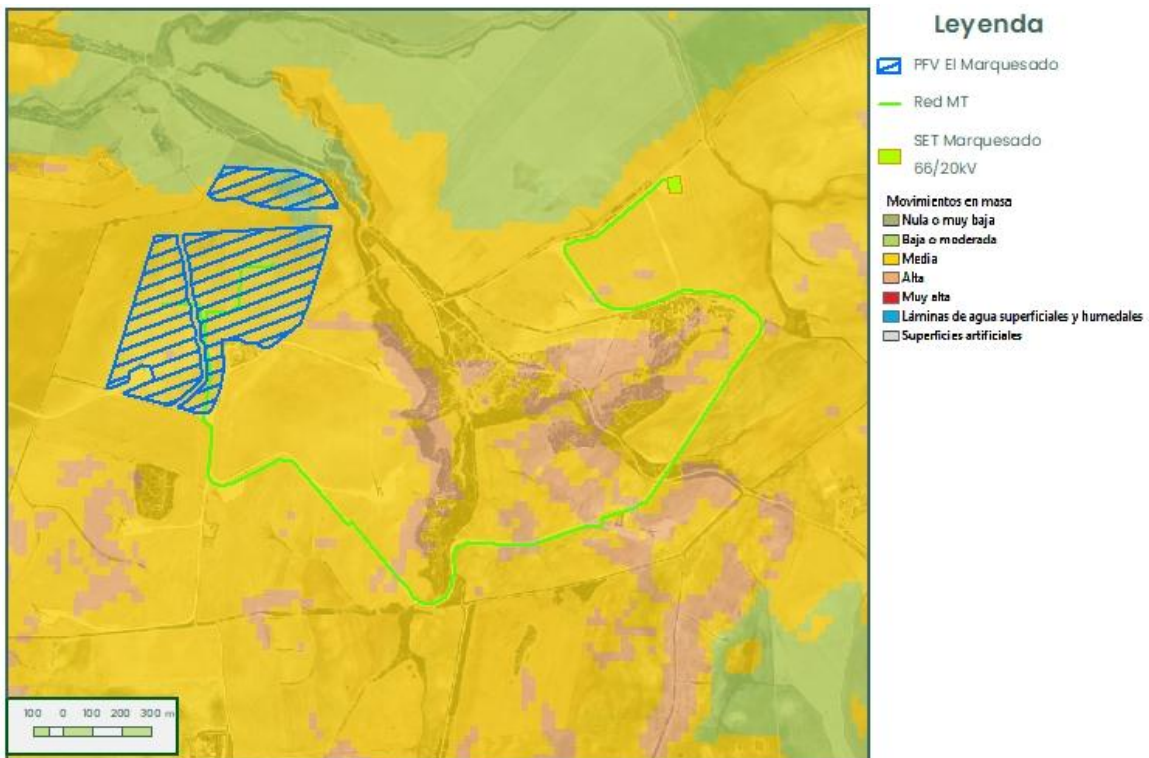 Leyenda
PFV El Marquesado
Red MT
SET Marquesado
66/20kV
Movimientos en masa
Nula o muy baja
Baja o moderada
Media
Alta
Muy alta
Láminas de agua superficiales y humedales
Superficies artificiales
100 0 100 200 300 m